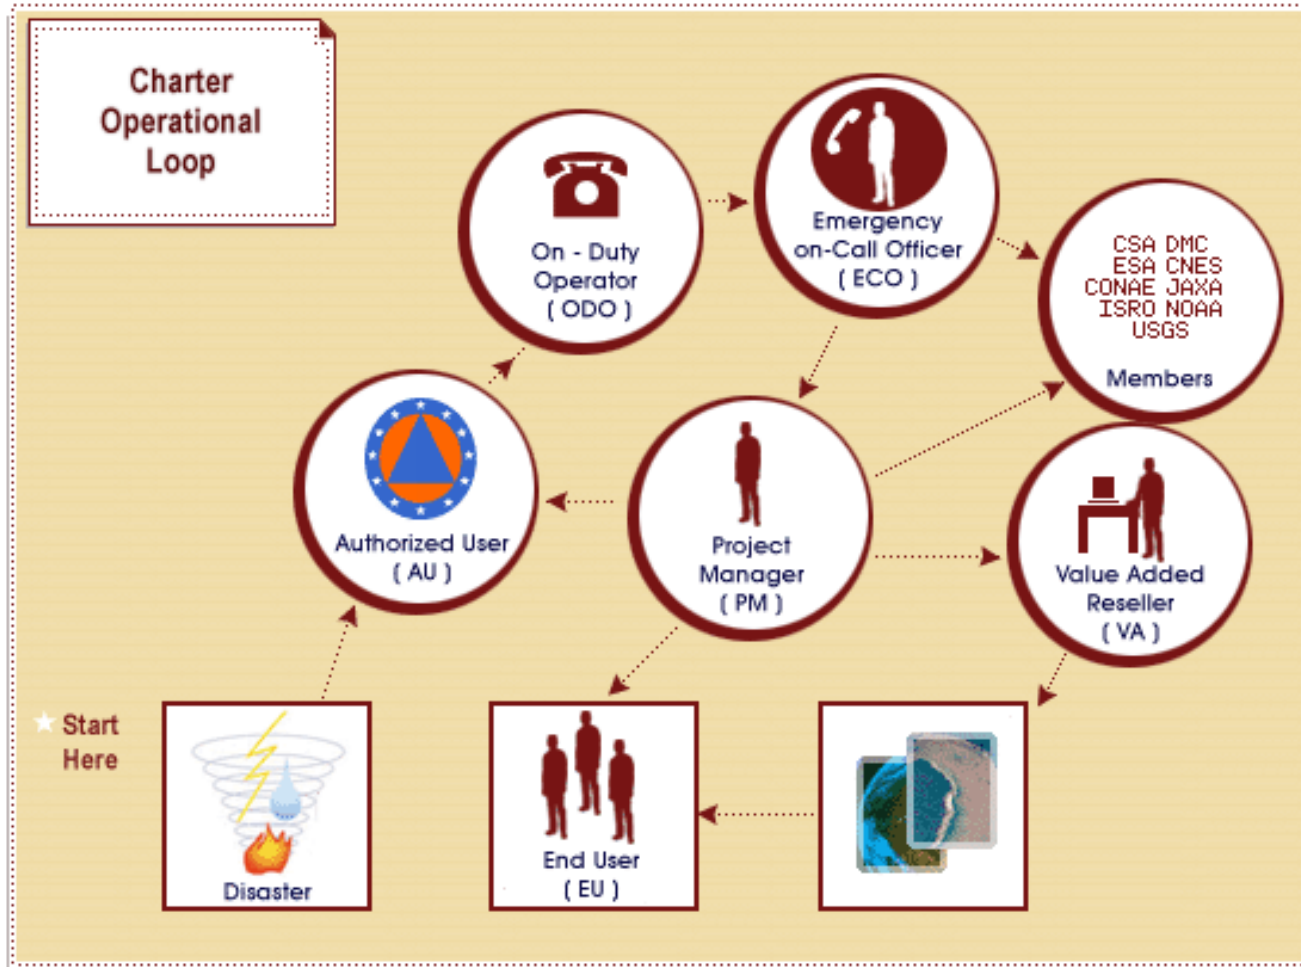 Charter
Operational
Loop
On - Duty
Operator
( ODO )
Emergency
on-Call Officer
( ECO )
CSA DMC
ESA CNES
CONAE JAXA
ISRO NOAA
USGS
Members
Authorized User
( AU )
Project
Manager
( PM )
Value Added
Reseller
( VA )
Start
Here
Disaster
End User
( EU )